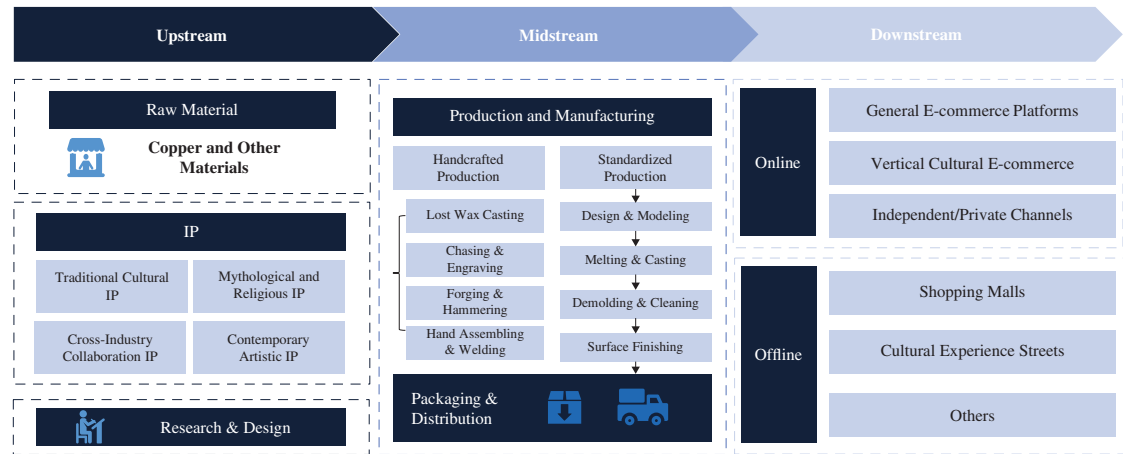 Upstream
Midstream
Downstream
Raw Material
Copper and Other
Materials
IP
Traditional Cultural
IP
Mythological and
Religious IP
Cross-Industry
Collaboration IP
Contemporary
Artistic IP
Research & Design
Production and Manufacturing
Handcrafted
Production
Lost Wax Casting
Chasing &
Engraving
Forging &
Hammering
Hand Assembling
& Welding
Standardized
Production
Design & Modeling
Melting & Casting
Demolding & Cleaning
Surface Finishing
Packaging &
Distribution
Online
General E-commerce Platforms
Vertical Cultural E-commerce
Independent/Private Channels
Offline
Shopping Malls
Cultural Experience Streets
Others